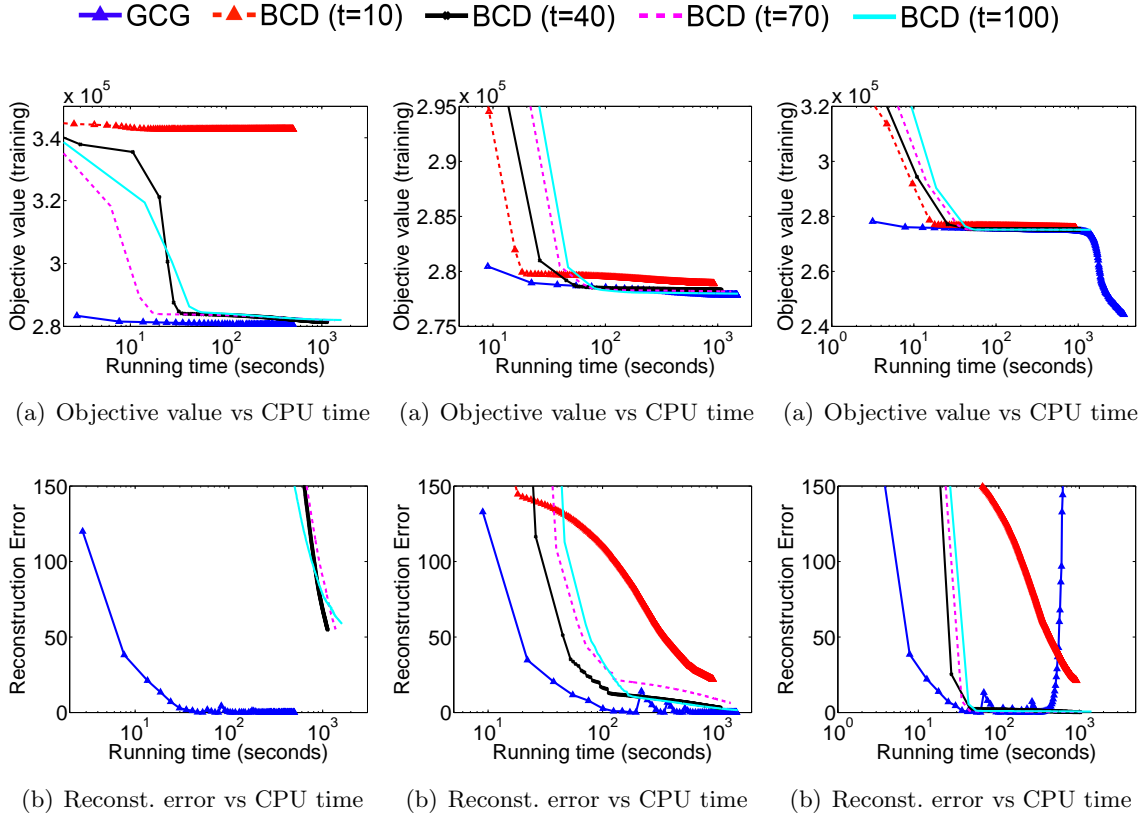 GCG BCD (t=10) BCD (t=40) BCD (t=70) BCD (t=100)
x 10^5
Objective value (training)
3.4
3.2
3
2.8
10^1 10^2 10^3
Running time (seconds)
(a) Objective value vs CPU time
x 10^5
Objective value (training)
2.95
2.9
2.85
2.8
2.75
10^1 10^2 10^3
Running time (seconds)
(a) Objective value vs CPU time
x 10^5
Objective value (training)
3.2
3
2.8
2.6
2.4
10^0 10^1 10^2 10^3
Running time (seconds)
(a) Objective value vs CPU time
Reconstruction Error
150
100
50
0
10^1 10^2 10^3
Running time (seconds)
(b) Reconst. error vs CPU time
Reconstruction Error
150
100
50
0
10^1 10^2 10^3
Running time (seconds)
(b) Reconst. error vs CPU time
Reconstruction Error
150
100
50
0
10^0 10^1 10^2 10^3
Running time (seconds)
(b) Reconst. error vs CPU time